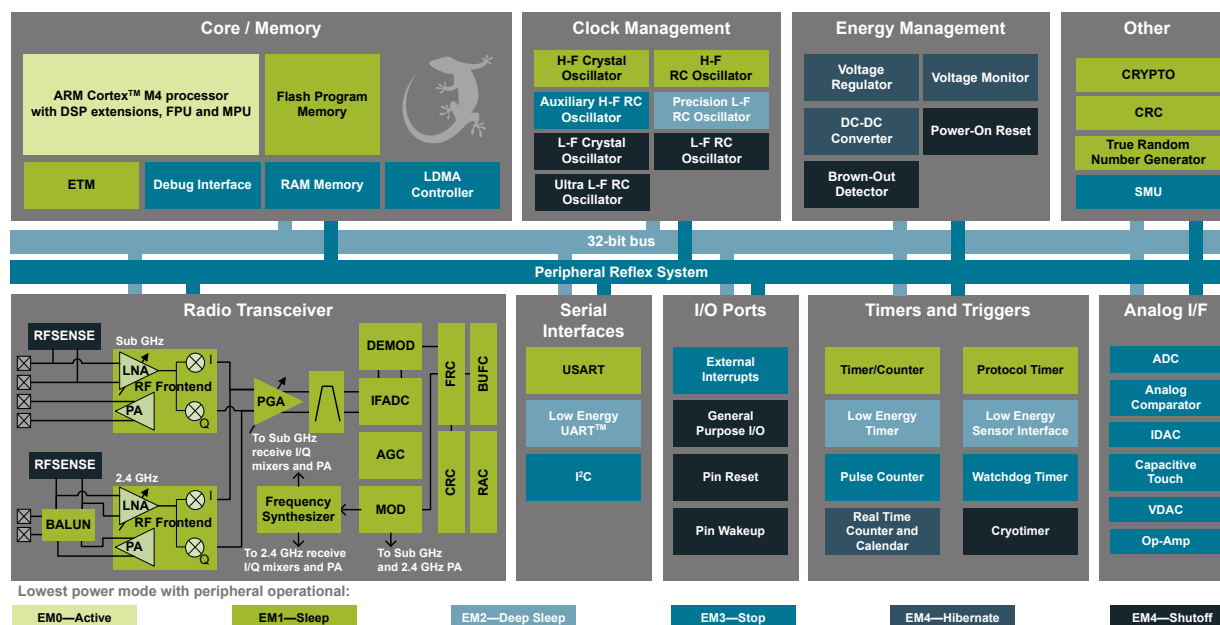 Core / Memory
ARM Cortex™ M4 processor
with DSP extensions, FPU and MPU
Flash Program
Memory
ETM
Debug Interface
RAM Memory
LDMA
Controller
Clock Management
H-F Crystal
Oscillator
H-F
RC Oscillator
Auxiliary H-F RC
Oscillator
Precision L-F
RC Oscillator
L-F Crystal
Oscillator
L-F RC
Oscillator
Ultra L-F RC
Oscillator
Energy Management
Voltage
Regulator
Voltage Monitor
DC-DC
Converter
Power-On Reset
Brown-Out
Detector
Other
CRYPTO
CRC
True Random
Number Generator
SMU
32-bit bus
Peripheral Reflex System
Radio Transceiver
RFSENSE
Sub GHz
LNA
RF Frontend
PA
I
Q
PGA
To Sub GHz
receive I/Q
mixers and PA
RFSENSE
BALUN
2.4 GHz
LNA
RF Frontend
PA
I
Q
Frequency
Synthesizer
To 2.4 GHz receive
I/Q mixers and PA
DEMOD
IFADC
AGC
MOD
To Sub GHz
and 2.4 GHz PA
FRC
BUFC
CRC
RAC
Serial
Interfaces
USART
Low Energy
UART™
I²C
I/O Ports
External
Interrupts
General
Purpose I/O
Pin Reset
Pin Wakeup
Timers and Triggers
Timer/Counter
Protocol Timer
Low Energy
Timer
Low Energy
Sensor Interface
Pulse Counter
Watchdog Timer
Real Time
Counter and
Calendar
Cryotimer
Analog I/F
ADC
Analog
Comparator
IDAC
Capacitive
Touch
VDAC
Op-Amp
Lowest power mode with peripheral operational:
EM0—Active
EM1—Sleep
EM2—Deep Sleep
EM3—Stop
EM4—Hibernate
EM4—Shutoff